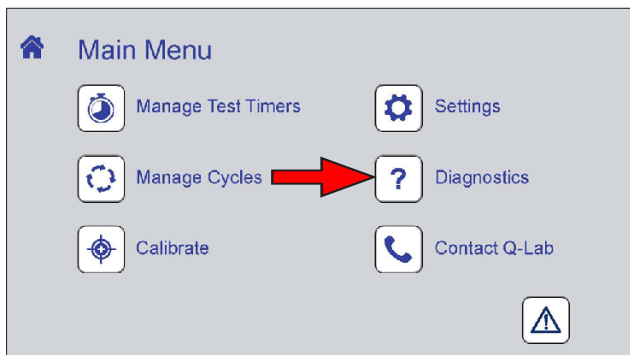 Main Menu
Manage Test Timers
Settings
Manage Cycles
? Diagnostics
Calibrate
Contact Q-Lab